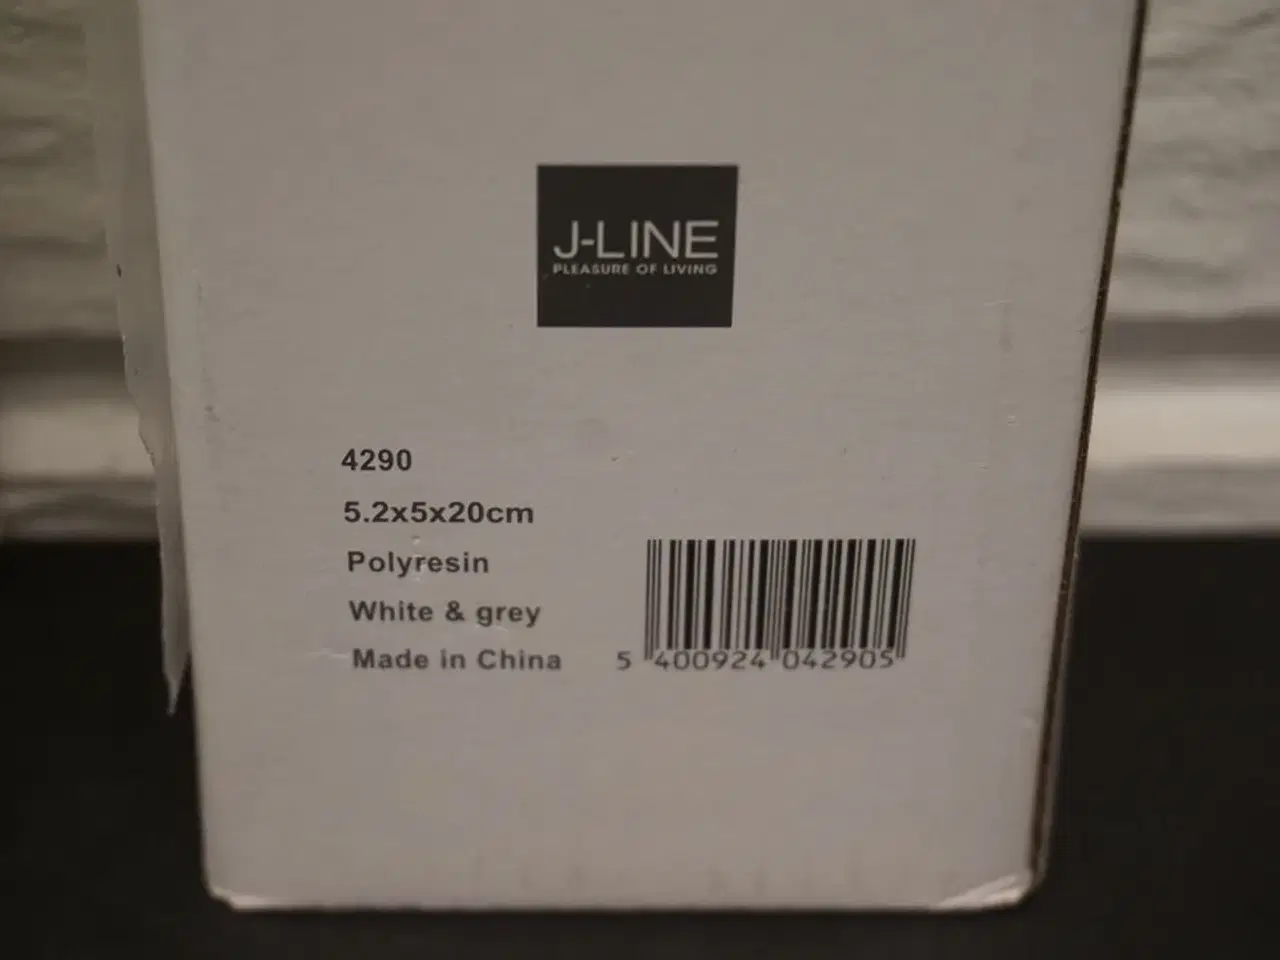 J-LINE
PLEASURE OF LIVING
4290
5.2x5x20cm
Polyresin
White & grey
Made in China
5 400924 042905